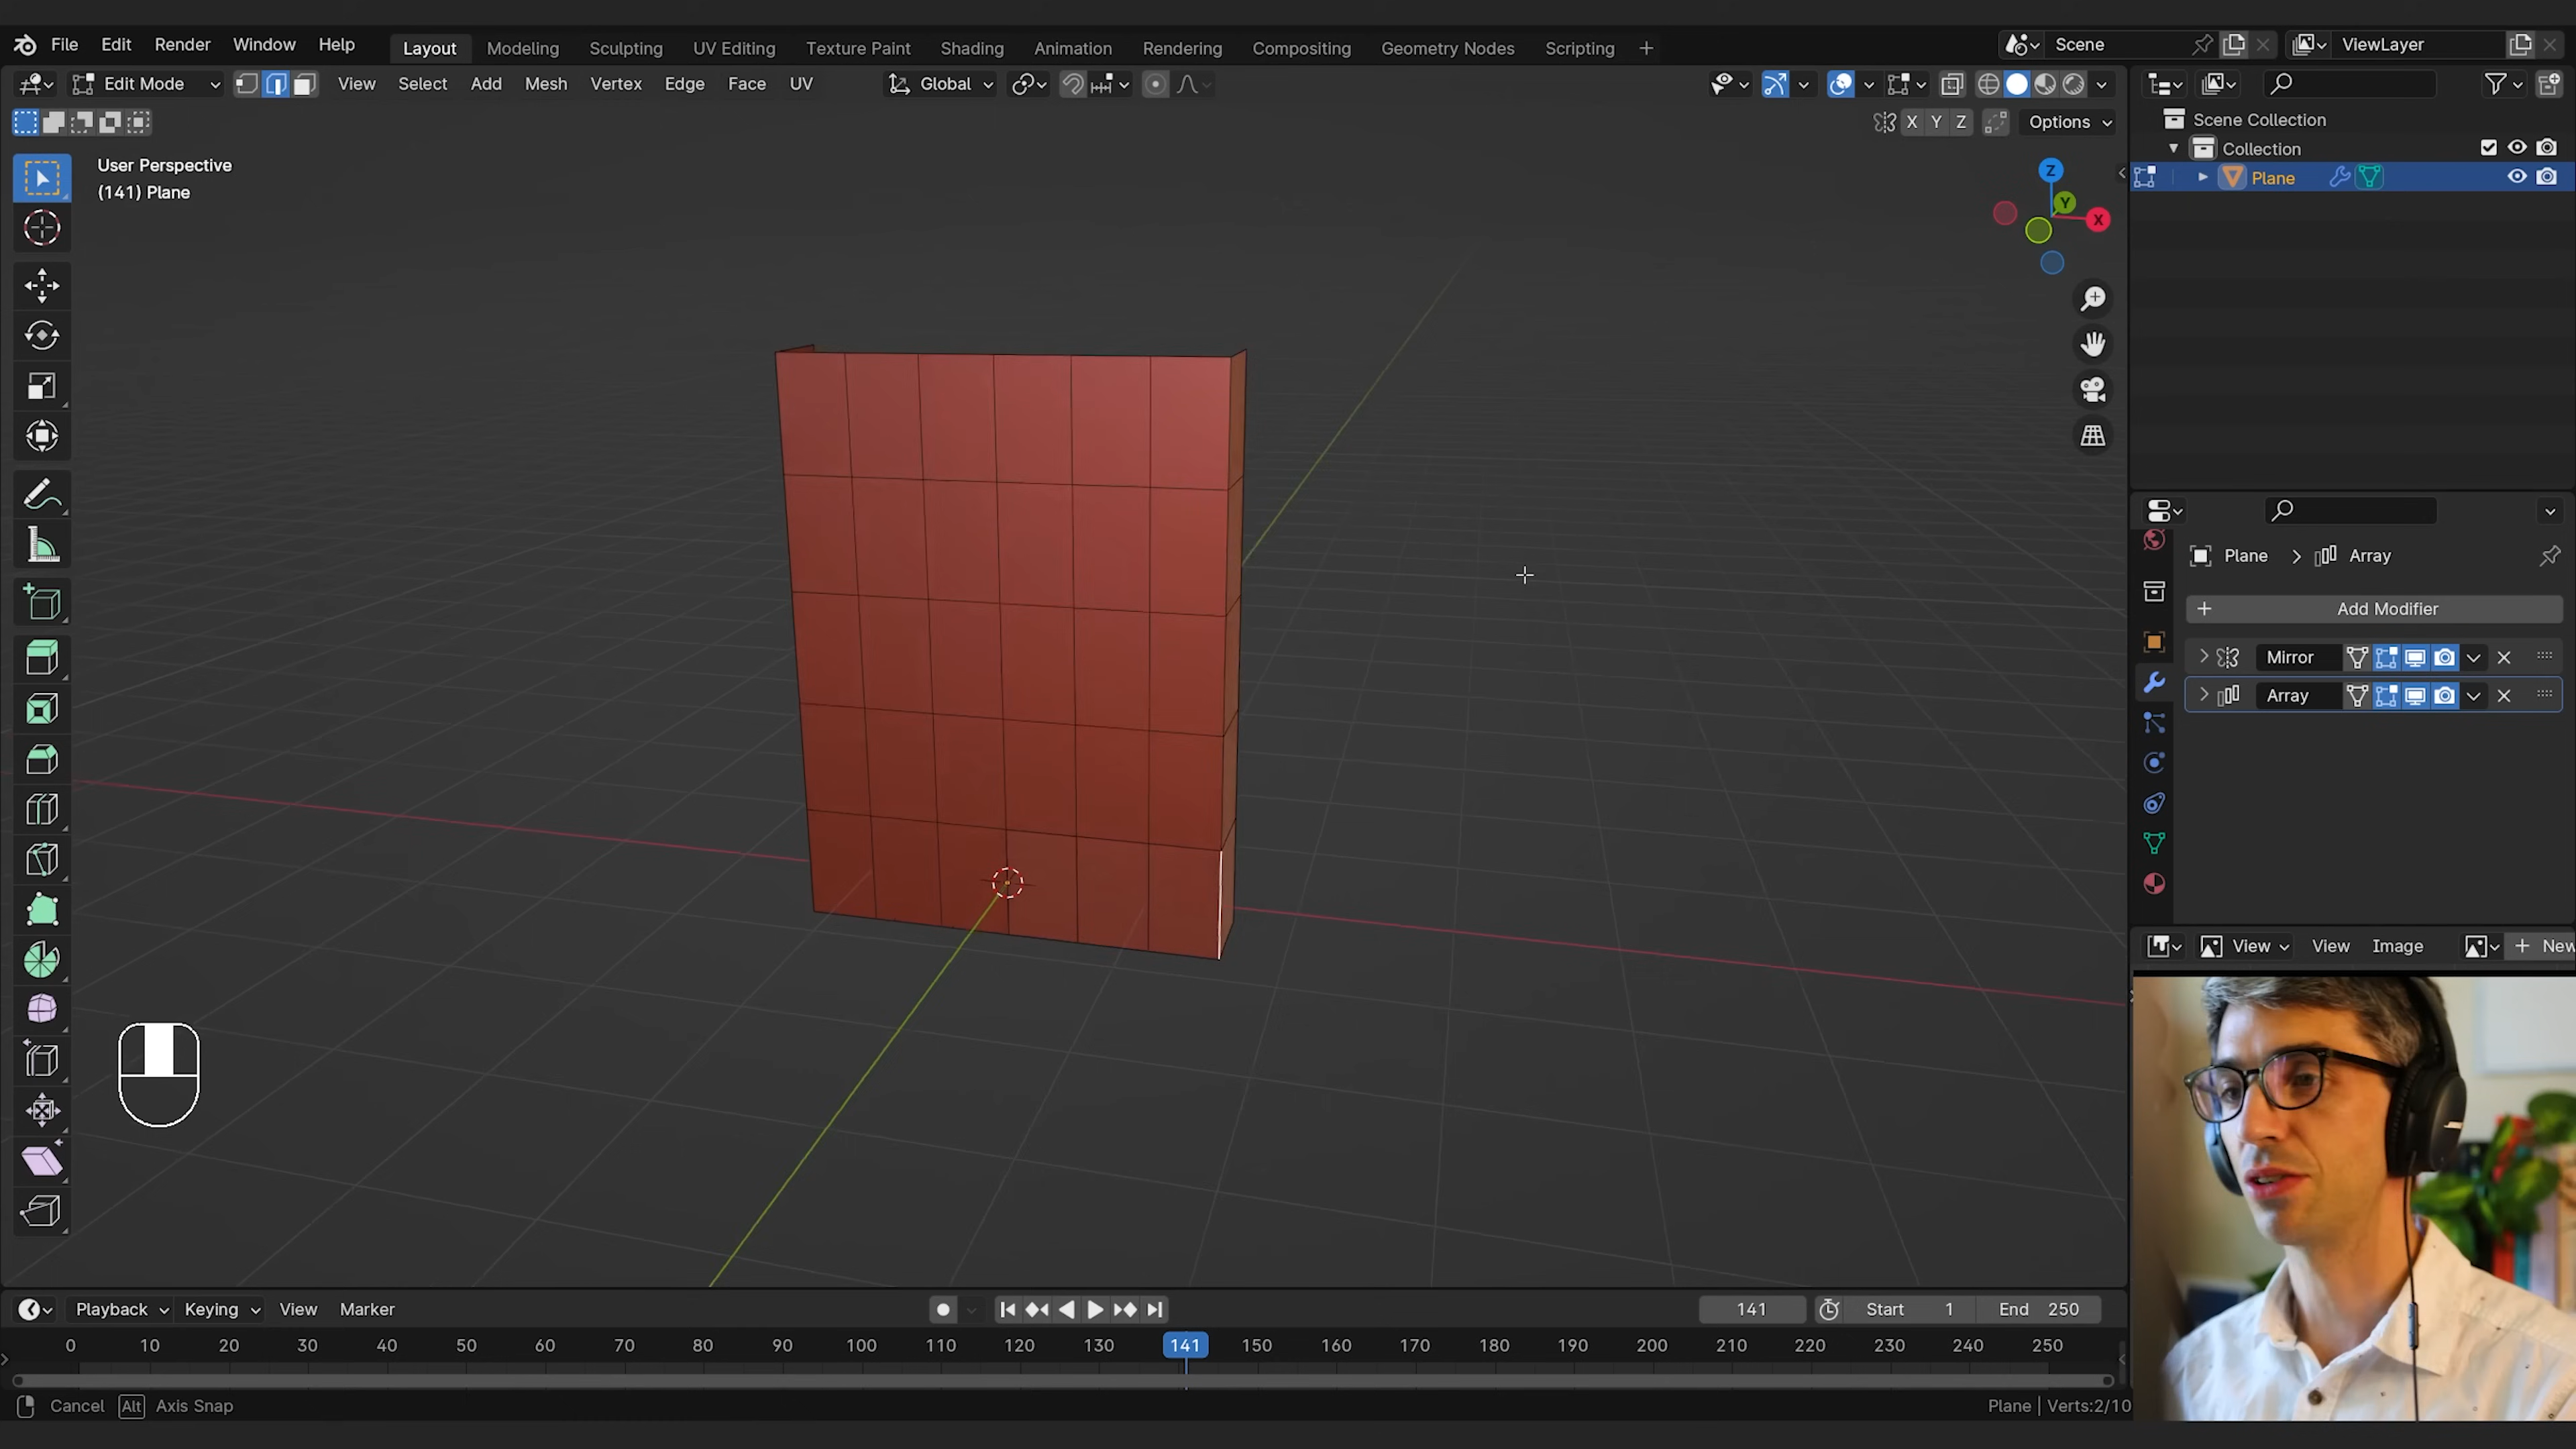 File Edit Render Window Help Layout Modeling Sculpting UV Editing Texture Paint Shading Animation Rendering Compositing Geometry Nodes Scripting + Scene ViewLayer
Edit Mode View Select Add Mesh Vertex Edge Face UV Global
X Y Z Options
Scene Collection
Collection
Plane
User Perspective
(141) Plane
Z
Y
X
Plane > Array
+ Add Modifier
Mirror
Array
View View Image + New
Playback Keying View Marker 141 Start 1 End 250
0 10 20 30 40 50 60 70 80 90 100 110 120 130 141 150 160 170 180 190 200 210 220 230 240 250
Cancel Alt Axis Snap Plane | Verts:2/10